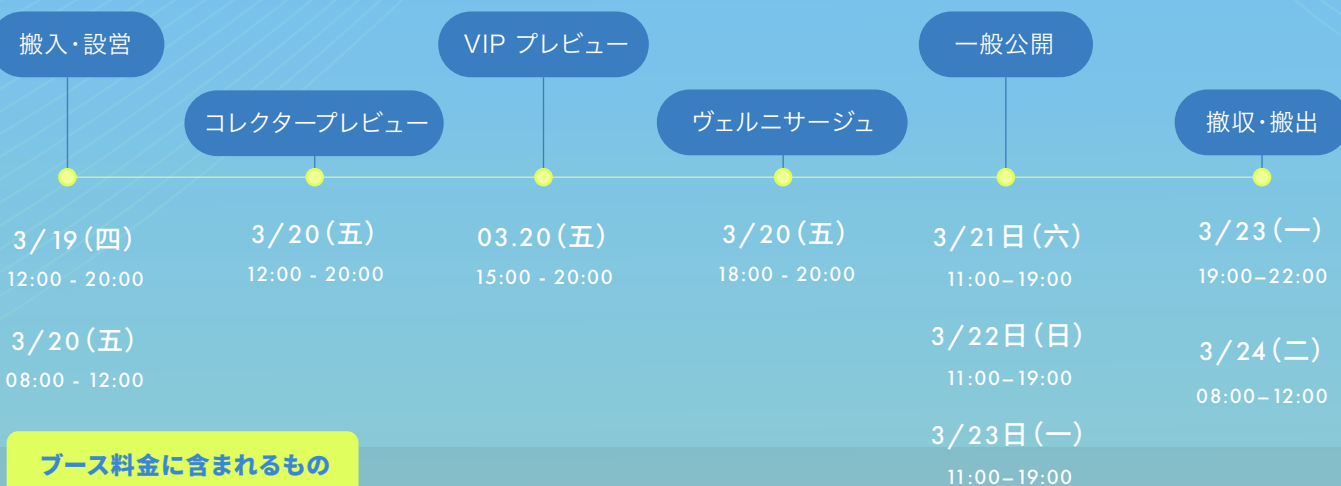 搬入・設営
3/19(四)
12:00 - 20:00
3/20(五)
08:00 - 12:00
コレクタープレビュー
3/20(五)
12:00 - 20:00
VIP プレビュー
03.20(五)
15:00 - 20:00
ヴェルニサージュ
3/20(五)
18:00 - 20:00
一般公開
3/21日(六)
11:00–19:00
3/22日(日)
11:00–19:00
3/23日(一)
11:00–19:00
撤収・搬出
3/23(一)
19:00–22:00
3/24(二)
08:00–12:00
ブース料金に含まれるもの